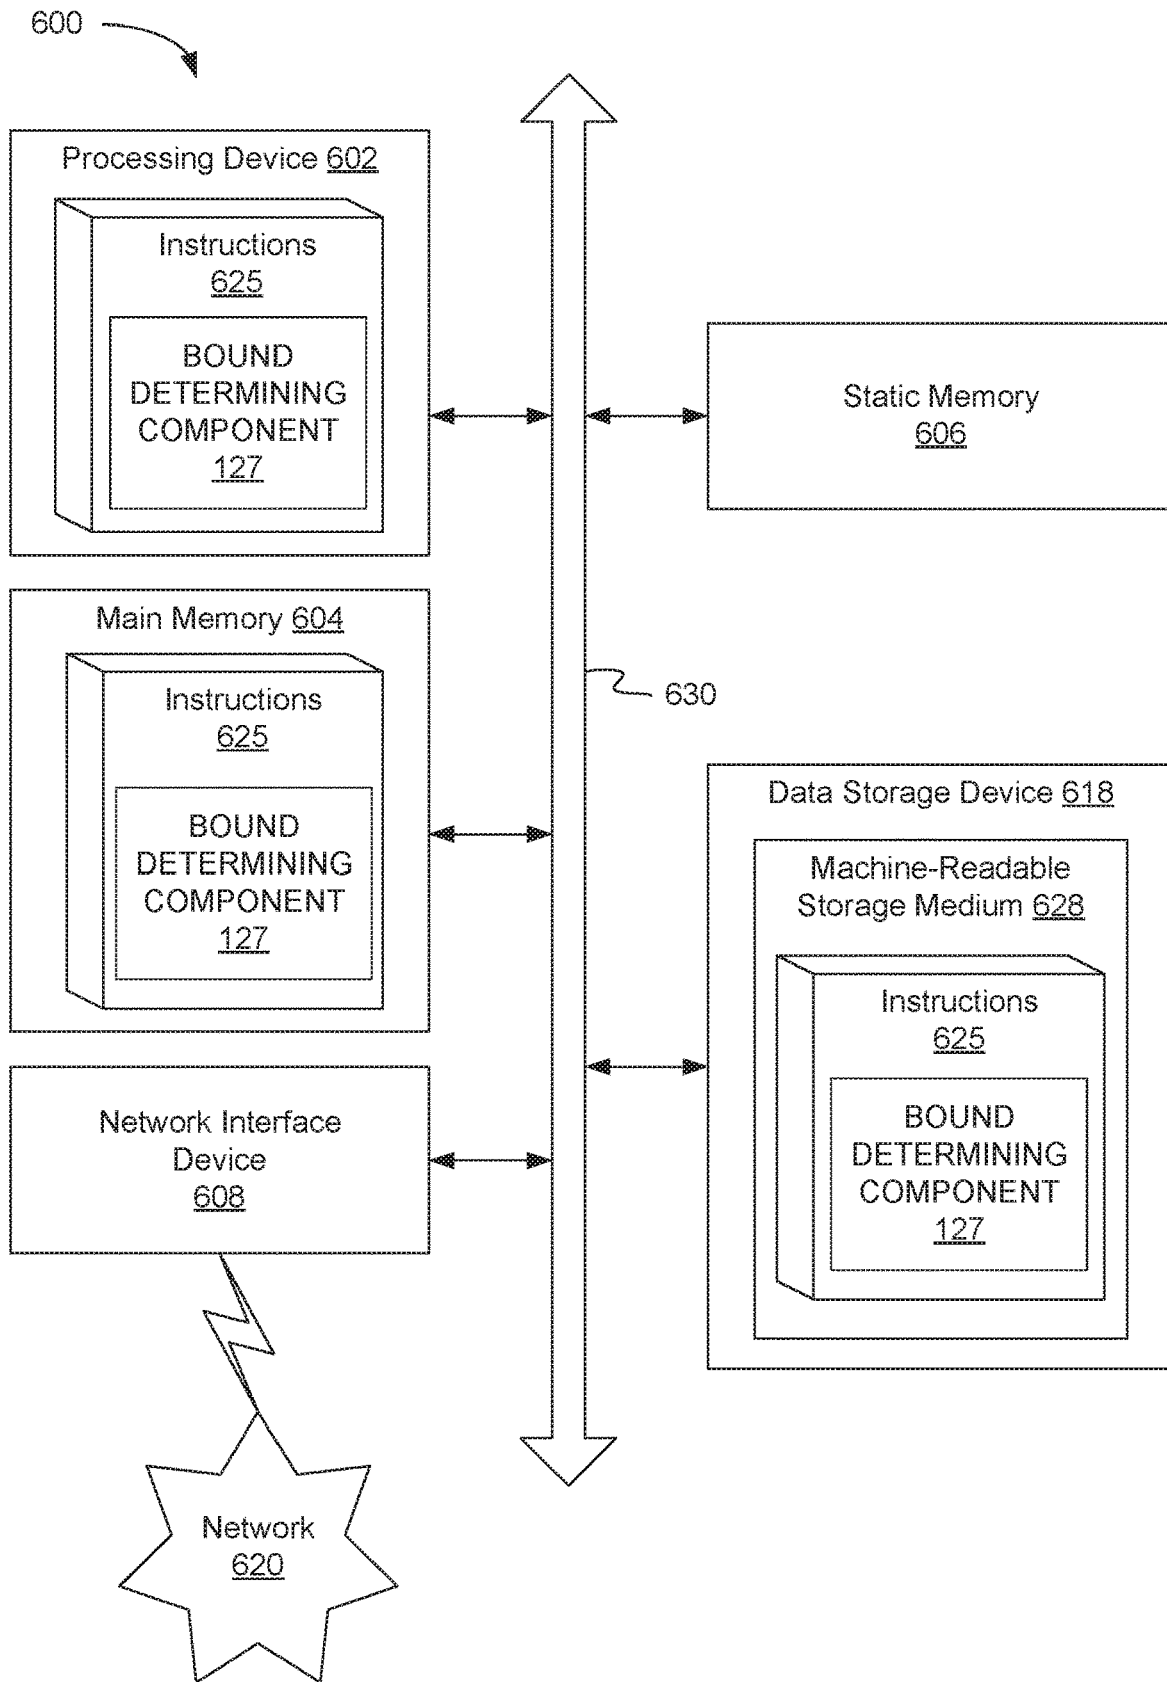 600
Processing Device 602
Instructions
625
BOUND
DETERMINING
COMPONENT
127
Static Memory
606
Main Memory 604
Instructions
625
BOUND
DETERMINING
COMPONENT
127
630
Data Storage Device 618
Machine-Readable
Storage Medium 628
Instructions
625
BOUND
DETERMINING
COMPONENT
127
Network Interface
Device
608
Network
620